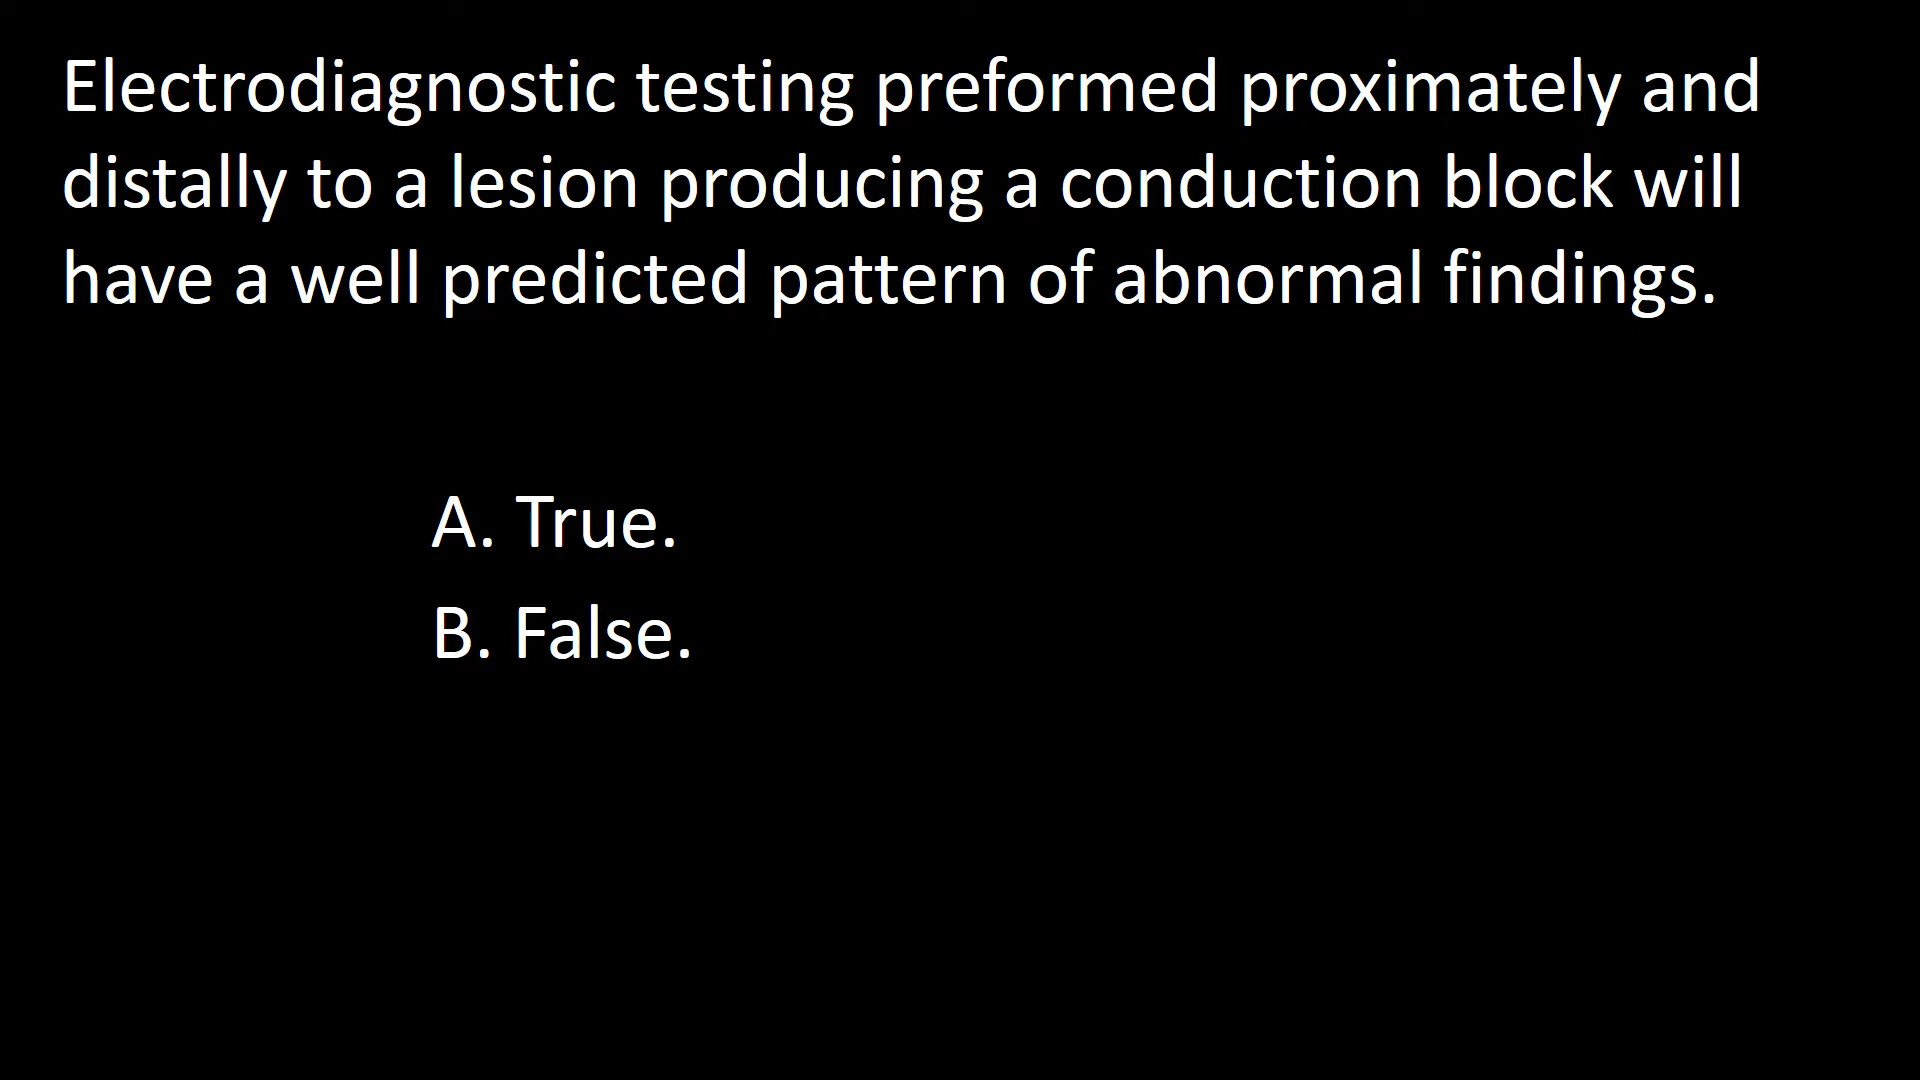 Electrodiagnostic testing preformed proximately and
distally to a lesion producing a conduction block will
have a well predicted pattern of abnormal findings.
A. True.
B. False.